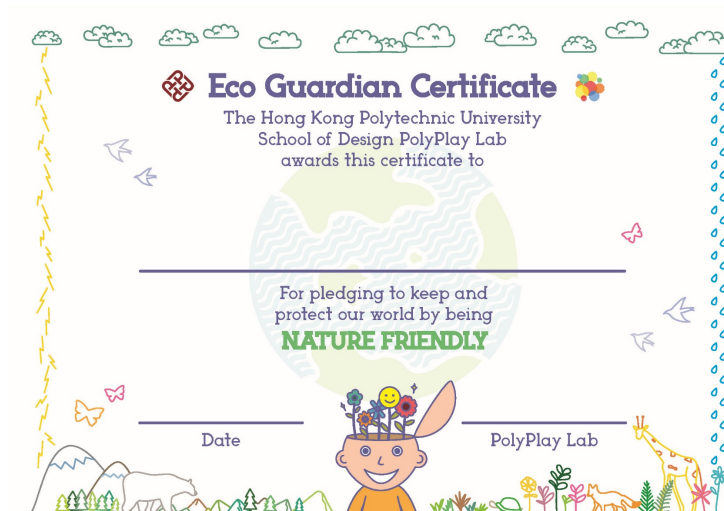 Eco Guardian Certificate
The Hong Kong Polytechnic University
School of Design PolyPlay Lab
awards this certificate to
For pledging to keep and
protect our world by being
NATURE FRIENDLY
Date
PolyPlay Lab